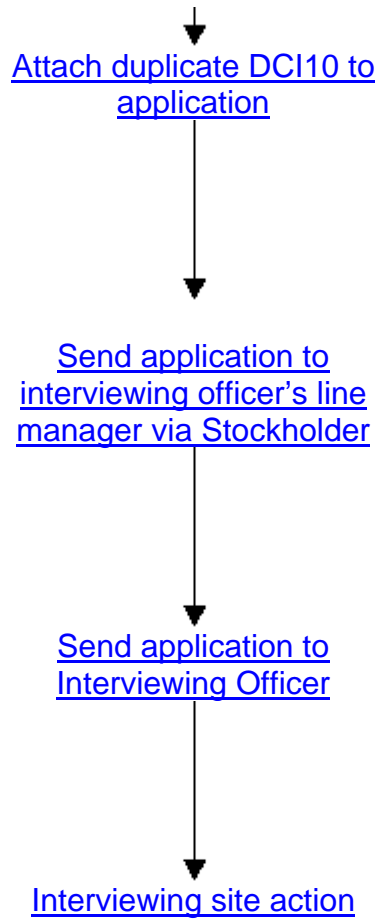 Attach duplicate DCI10 to
application
Send application to
interviewing officer’s line
manager via Stockholder
Send application to
Interviewing Officer
Interviewing site action